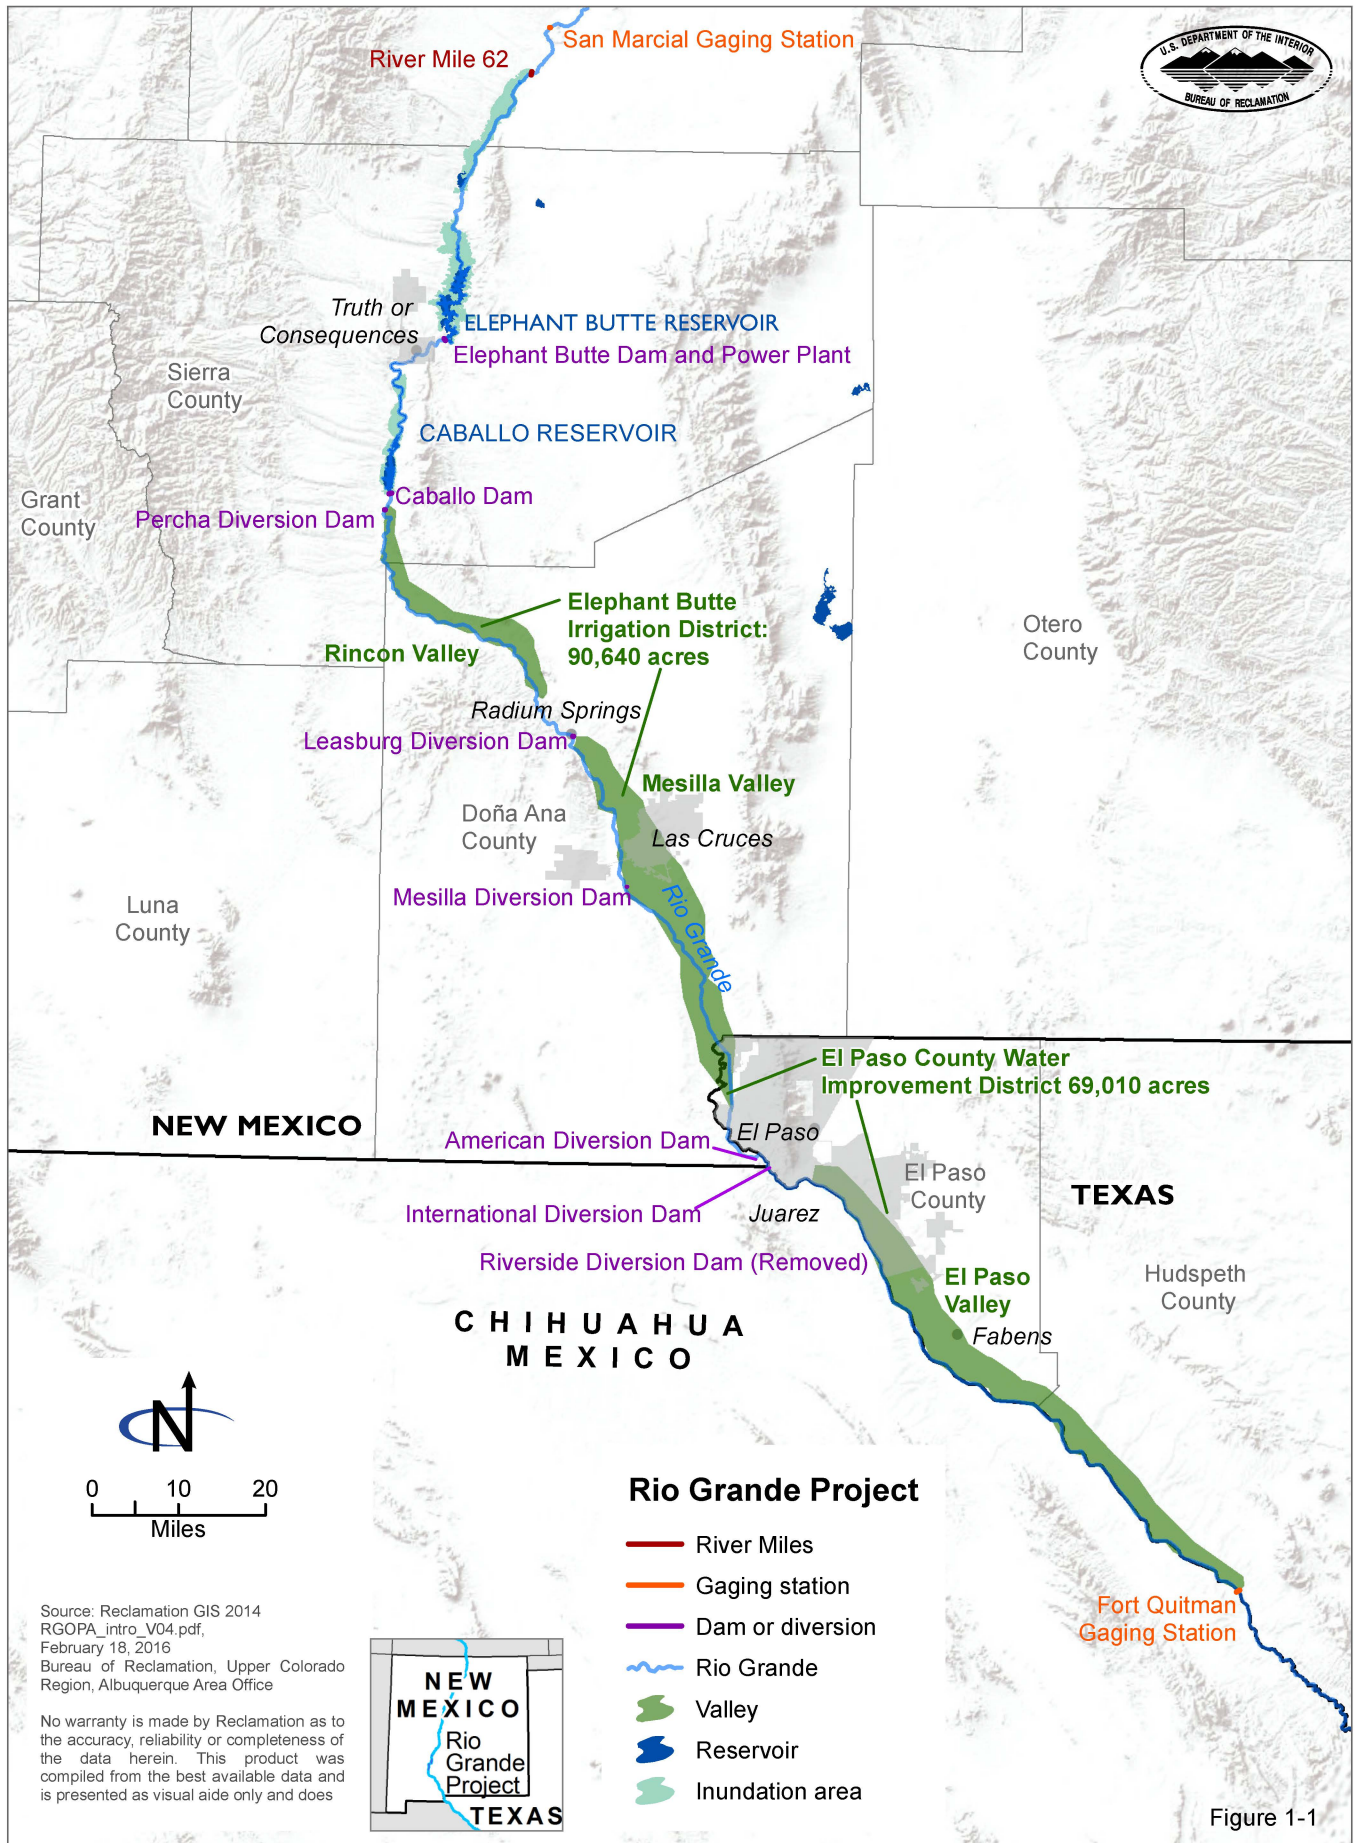 San Marcial Gaging Station
River Mile 62
U.S. DEPARTMENT OF THE INTERIOR
BUREAU OF RECLAMATION
Truth or
Consequences
ELEPHANT BUTTE RESERVOIR
Elephant Butte Dam and Power Plant
Sierra
County
CABALLO RESERVOIR
Grant
County
Caballo Dam
Percha Diversion Dam
Elephant Butte
Irrigation District:
90,640 acres
Rincon Valley
Otero
County
Radium Springs
Leasburg Diversion Dam
Mesilla Valley
Doña Ana
County
Las Cruces
Mesilla Diversion Dam
Rio Grande
Luna
County
El Paso County Water
Improvement District 69,010 acres
NEW MEXICO
El Paso
American Diversion Dam
El Paso
County
TEXAS
International Diversion Dam
Juarez
Riverside Diversion Dam (Removed)
El Paso
Valley
Hudspeth
County
CHIHUAHUA
MEXICO
Fabens
N
0 10 20
Miles
Rio Grande Project
River Miles
Gaging station
Dam or diversion
Rio Grande
Valley
Reservoir
Inundation area
Fort Quitman
Gaging Station
Source: Reclamation GIS 2014
RGOPA_intro_V04.pdf,
February 18, 2016
Bureau of Reclamation, Upper Colorado
Region, Albuquerque Area Office
No warranty is made by Reclamation as to
the accuracy, reliability or completeness of
the data herein. This product was
compiled from the best available data and
is presented as visual aide only and does
NEW
MEXICO
Rio
Grande
Project
TEXAS
Figure 1-1